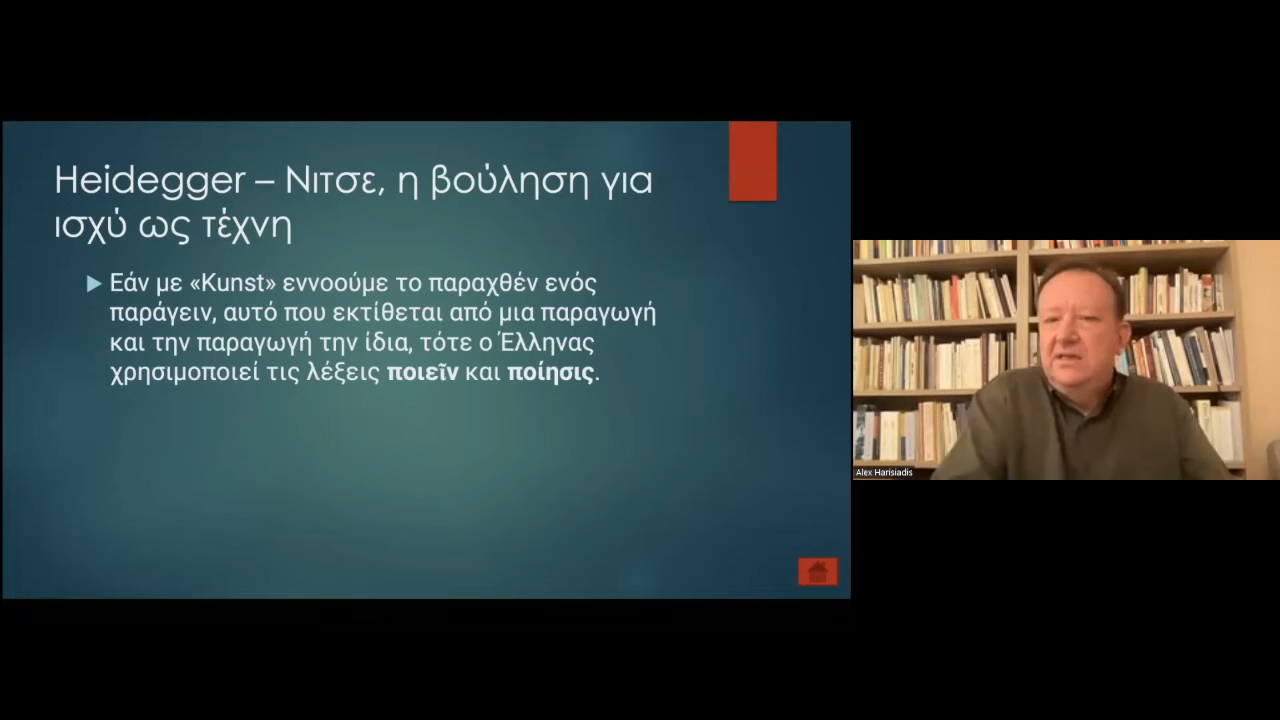 Heidegger – Νιτσε, η βούληση για
ισχύ ως τέχνη
Εάν με «Kunst» εννοούμε το παραχθέν ενός
παράγειν, αυτό που εκτίθεται από μια παραγωγή
και την παραγωγή την ίδια, τότε ο Έλληνας
χρησιμοποιεί τις λέξεις ποιεῖν και ποίησις.
Alex Harisiadis